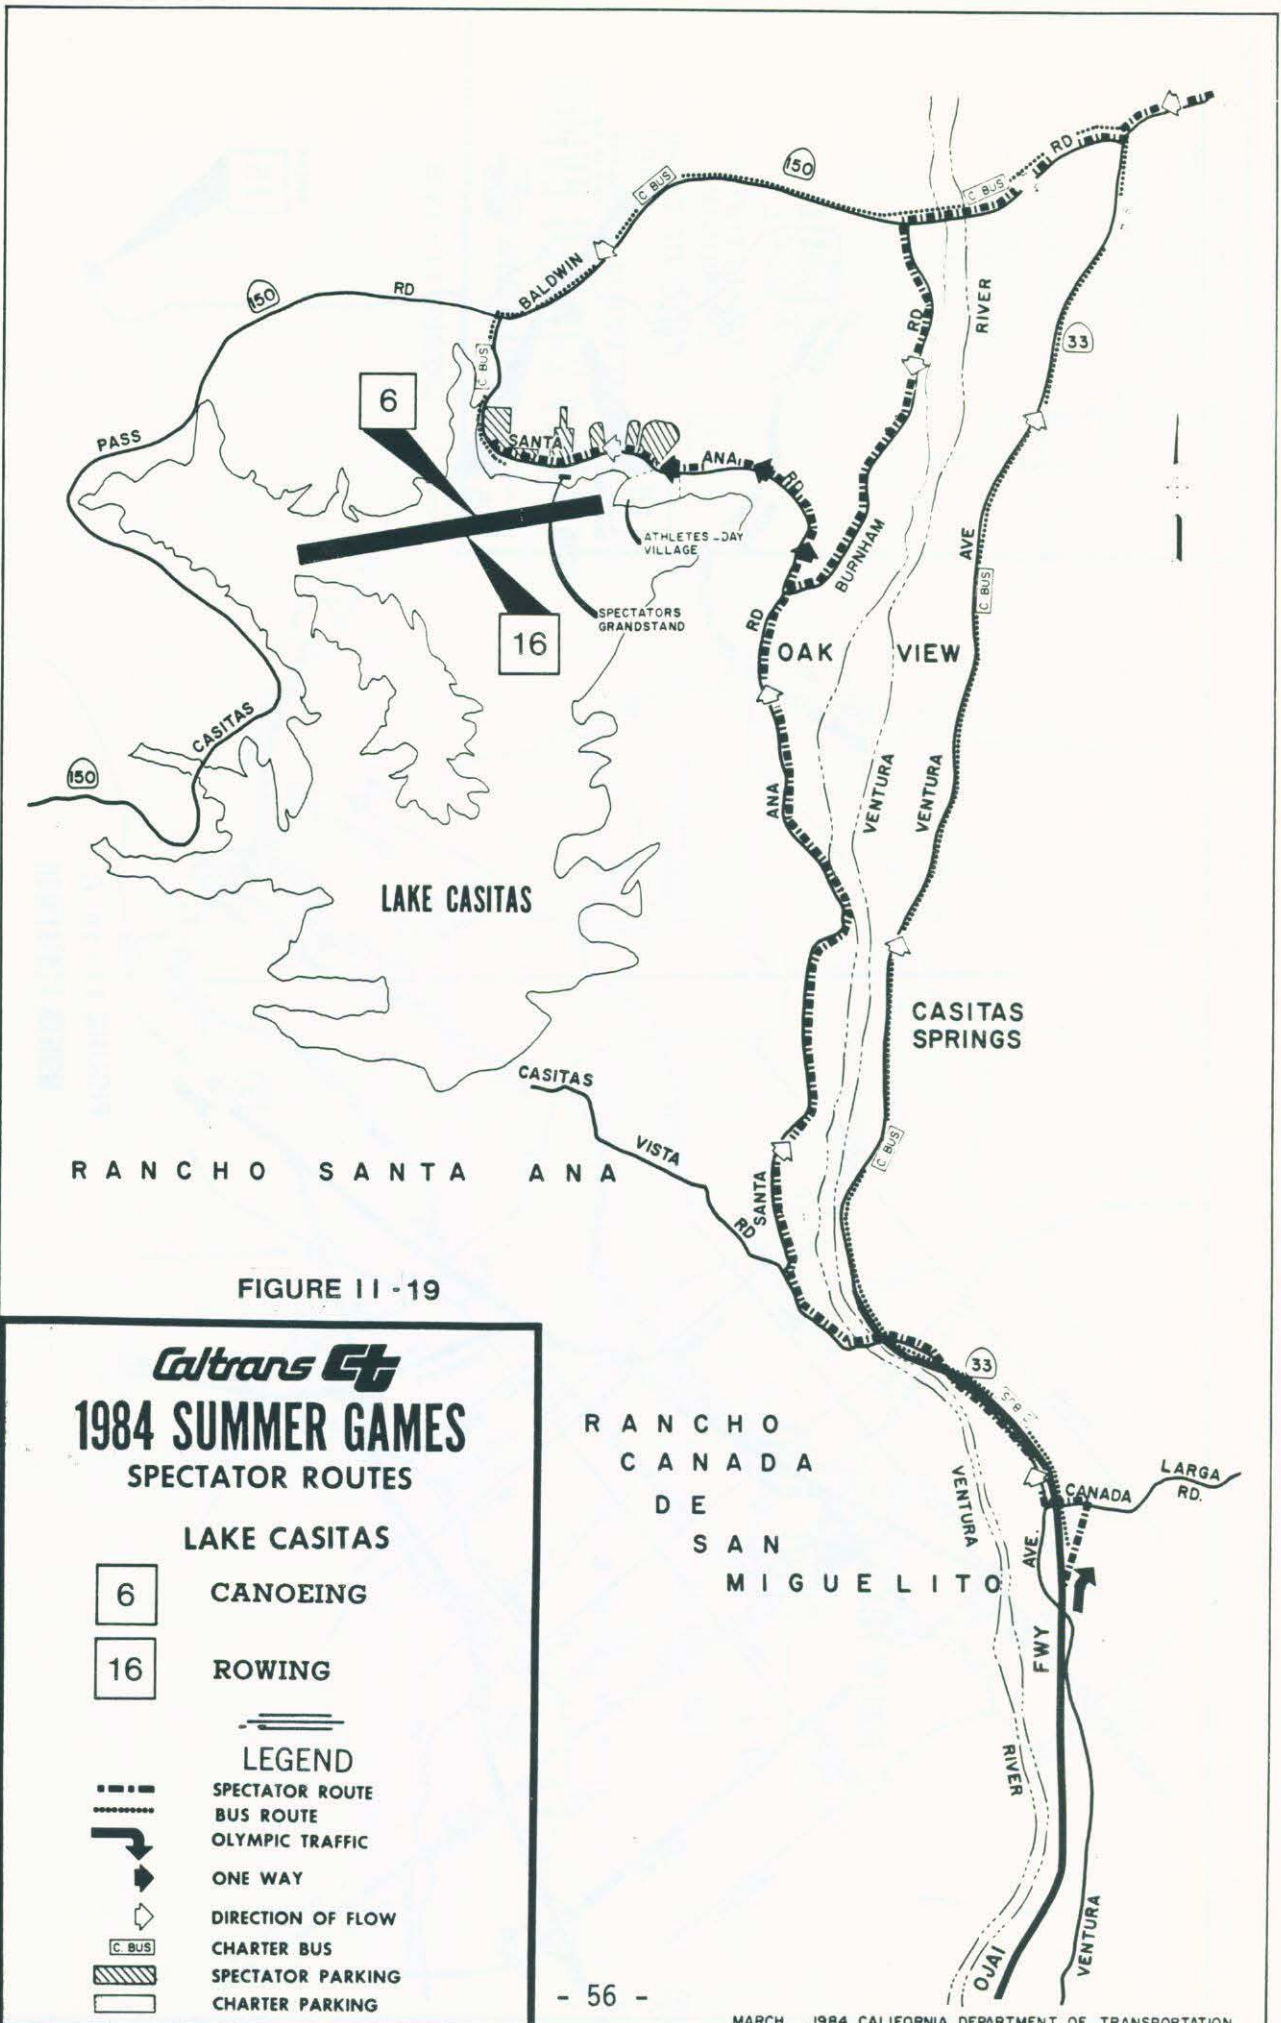 RD
150
C BUS
C BUS
BALDWIN
RD
150
RIVER
RD
33
C BUS
6
PASS
SANTA
ANA
RD
ATHLETES - DAY
VILLAGE
BURNHAM
AVE
C BUS
SPECTATORS
GRANDSTAND
16
RD
OAK VIEW
CASITAS
150
ANA
VENTURA
VENTURA
LAKE CASITAS
CASITAS
SPRINGS
CASITAS
VISTA
RD
C BUS
SANTA
RANCHO SANTA ANA
FIGURE II-19
33
C BUS
RANCHO
CANADA
DE
SAN
MIGUELITO
VENTURA
CANADA
LARGA
RD.
AVE.
FWY
RIVER
OJAI
VENTURA
Caltrans Ct
1984 SUMMER GAMES
SPECTATOR ROUTES
LAKE CASITAS
6 CANOEING
16 ROWING
LEGEND
SPECTATOR ROUTE
BUS ROUTE
OLYMPIC TRAFFIC
ONE WAY
DIRECTION OF FLOW
C. BUS CHARTER BUS
SPECTATOR PARKING
CHARTER PARKING
- 56 -
MARCH 1984 CALIFORNIA DEPARTMENT OF TRANSPORTATION